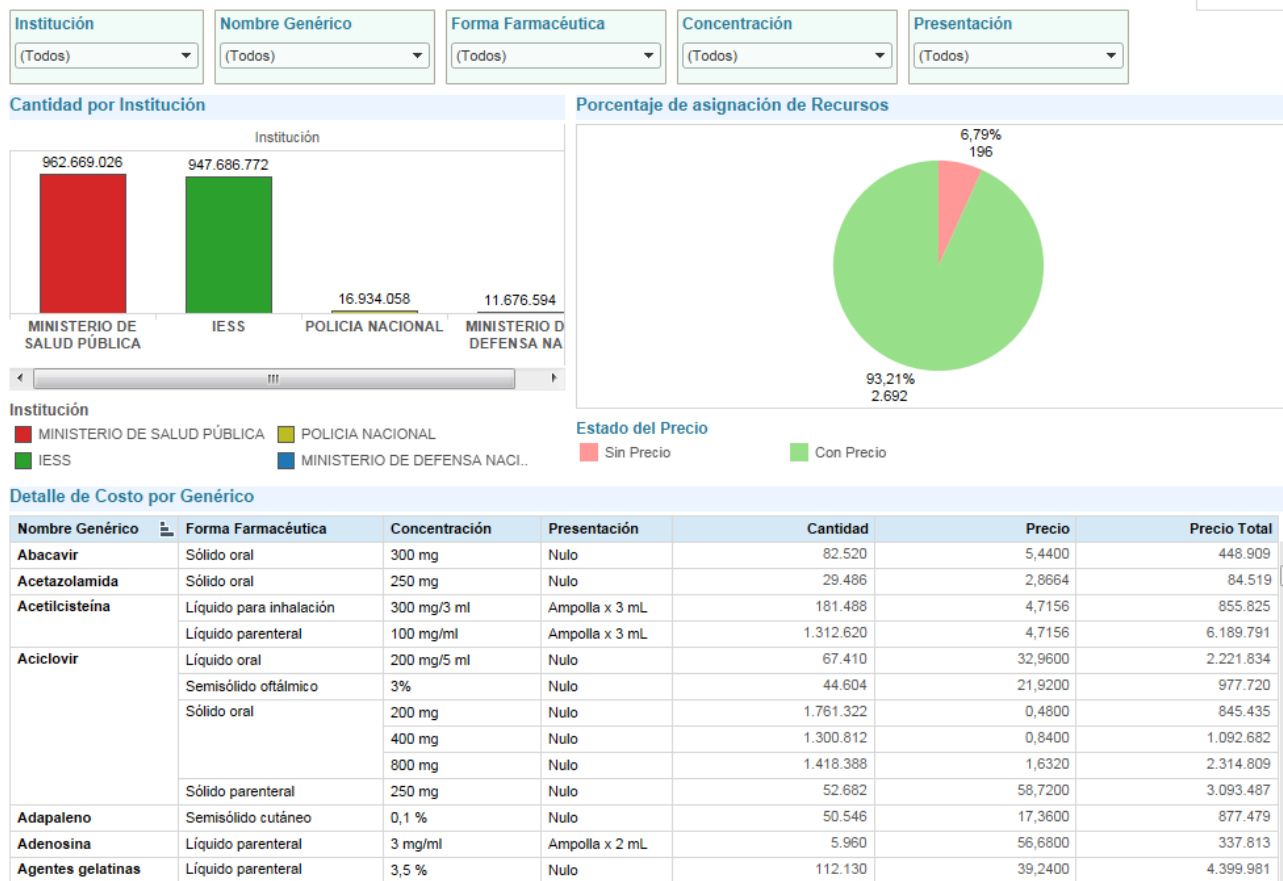 Institución Nombre Genérico Forma Farmacéutica Concentración Presentación
(Todos) (Todos) (Todos) (Todos) (Todos)
Cantidad por Institución
Institución
962.669.026
947.686.772
16.934.058
11.676.594
MINISTERIO DE
SALUD PÚBLICA
IESS
POLICIA NACIONAL
MINISTERIO D
DEFENSA NA
Institución
MINISTERIO DE SALUD PÚBLICA POLICIA NACIONAL
IESS MINISTERIO DE DEFENSA NACI..
Porcentaje de asignación de Recursos
6,79%
196
93,21%
2.692
Estado del Precio
Sin Precio Con Precio
Detalle de Costo por Genérico
Nombre Genérico Forma Farmacéutica Concentración Presentación Cantidad Precio Precio Total
Abacavir Sólido oral 300 mg Nulo 82.520 5,4400 448.909
Acetazolamida Sólido oral 250 mg Nulo 29.486 2,8664 84.519
Acetilcisteína Líquido para inhalación 300 mg/3 ml Ampolla x 3 mL 181.488 4,7156 855.825
Líquido parenteral 100 mg/ml Ampolla x 3 mL 1.312.620 4,7156 6.189.791
Aciclovir Líquido oral 200 mg/5 ml Nulo 67.410 32,9600 2.221.834
Semisólido oftálmico 3% Nulo 44.604 21,9200 977.720
Sólido oral 200 mg Nulo 1.761.322 0,4800 845.435
400 mg Nulo 1.300.812 0,8400 1.092.682
800 mg Nulo 1.418.388 1,6320 2.314.809
Sólido parenteral 250 mg Nulo 52.682 58,7200 3.093.487
Adapaleno Semisólido cutáneo 0,1 % Nulo 50.546 17,3600 877.479
Adenosina Líquido parenteral 3 mg/ml Ampolla x 2 mL 5.960 56,6800 337.813
Agentes gelatinas Líquido parenteral 3,5 % Nulo 112.130 39,2400 4.399.981